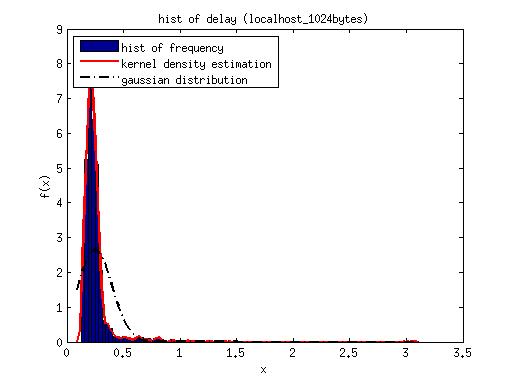 hist of delay (localhost_1024bytes)
hist of frequency
kernel density estimation
gaussian distribution
9
8
7
6
5
4
3
2
1
0
f(x)
0 0.5 1 1.5 2 2.5 3 3.5
x